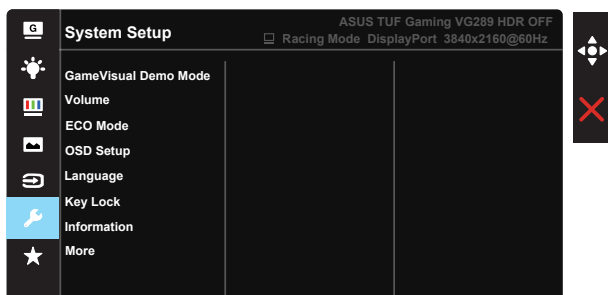 G
System Setup
ASUS TUF Gaming VG289 HDR OFF
Racing Mode DisplayPort 3840x2160@60Hz
GameVisual Demo Mode
Volume
ECO Mode
OSD Setup
Language
Key Lock
Information
More